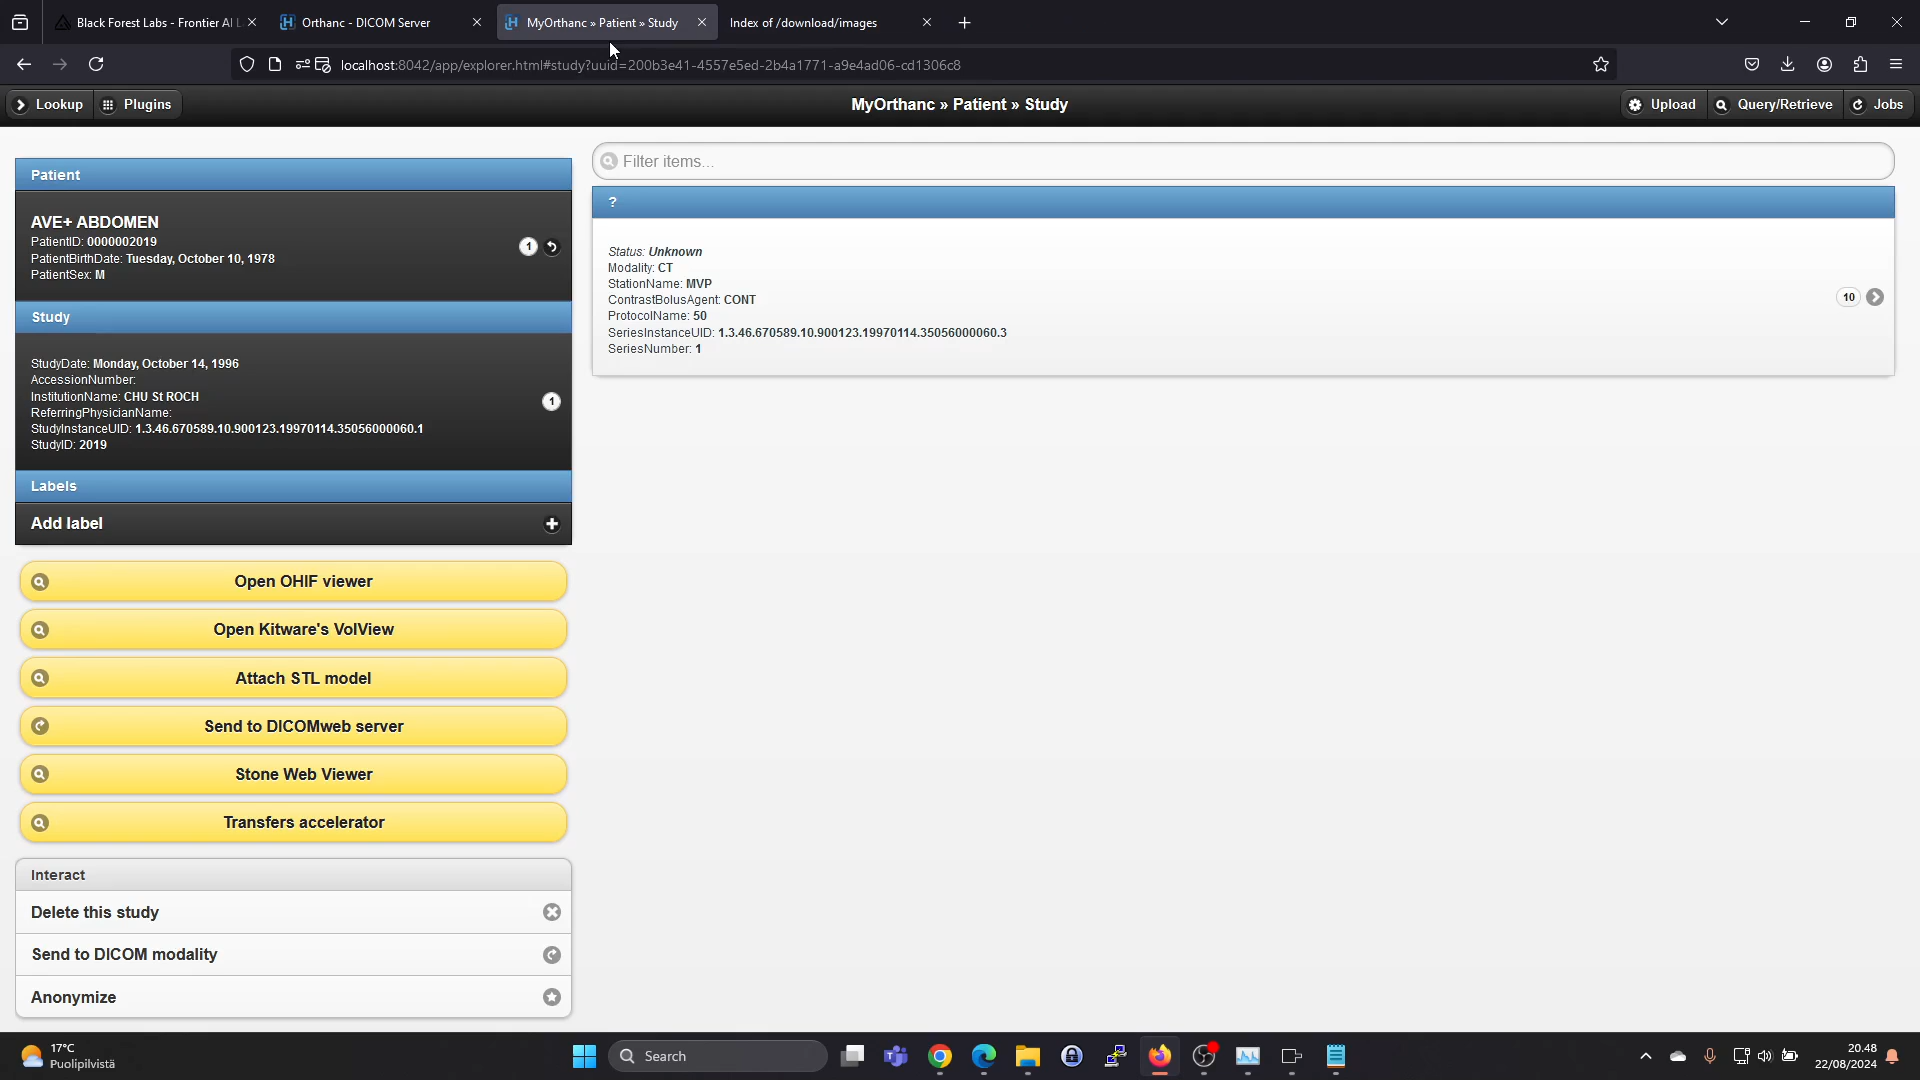 Black Forest Labs - Frontier AI L
Orthanc - DICOM Server
MyOrthanc » Patient » Study
Index of /download/images
localhost:8042/app/explorer.html#study?uuid=200b3e41-4557e5ed-2b4a1771-a9e4ad06-cd1306c8
Lookup
Plugins
MyOrthanc » Patient » Study
Upload
Query/Retrieve
Jobs
Patient
AVE+ ABDOMEN
PatientID: 0000002019
PatientBirthDate: Tuesday, October 10, 1978
PatientSex: M
1
Study
StudyDate: Monday, October 14, 1996
AccessionNumber:
InstitutionName: CHU St ROCH
ReferringPhysicianName:
StudyInstanceUID: 1.3.46.670589.10.900123.19970114.35056000060.1
StudyID: 2019
1
Labels
Add label
Open OHIF viewer
Open Kitware's VolView
Attach STL model
Send to DICOMweb server
Stone Web Viewer
Transfers accelerator
Interact
Delete this study
Send to DICOM modality
Anonymize
Filter items...
?
Status: Unknown
Modality: CT
StationName: MVP
ContrastBolusAgent: CONT
ProtocolName: 50
SeriesInstanceUID: 1.3.46.670589.10.900123.19970114.35056000060.3
SeriesNumber: 1
10
17°C
Puolipilvistä
Search
20.48
22/08/2024